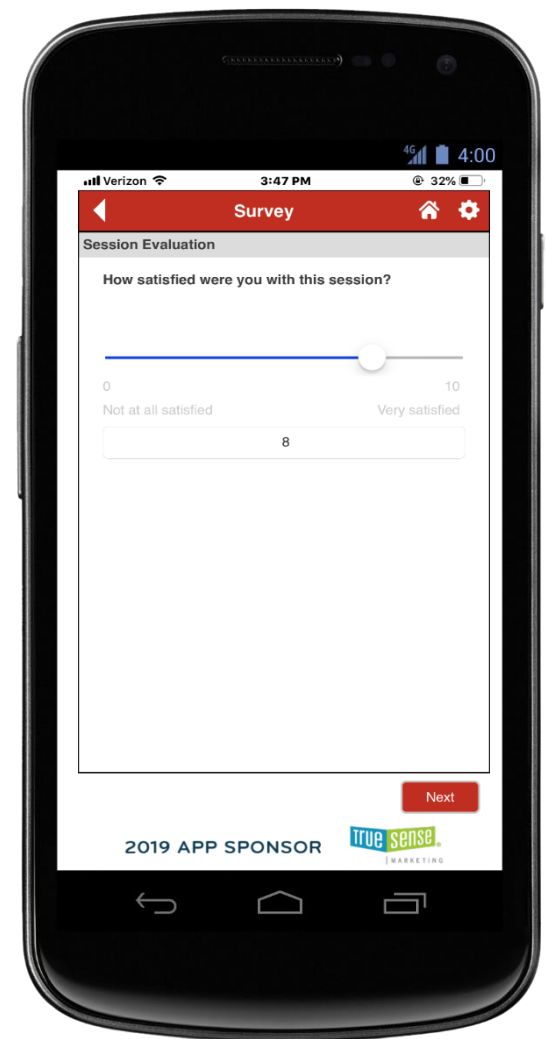 4G 4:00
Verizon 3:47 PM 32%
Survey
Session Evaluation
How satisfied were you with this session?
0 10
Not at all satisfied Very satisfied
8
Next
2019 APP SPONSOR TRUE SENSE®
MARKETING